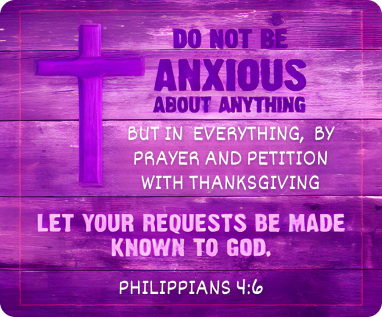 DO NOT BE
ANXIOUS
ABOUT ANYTHING
BUT IN EVERYTHING, BY
PRAYER AND PETITION
WITH THANKSGIVING
LET YOUR REQUESTS BE MADE
KNOWN TO GOD.
PHILIPPIANS 4:6